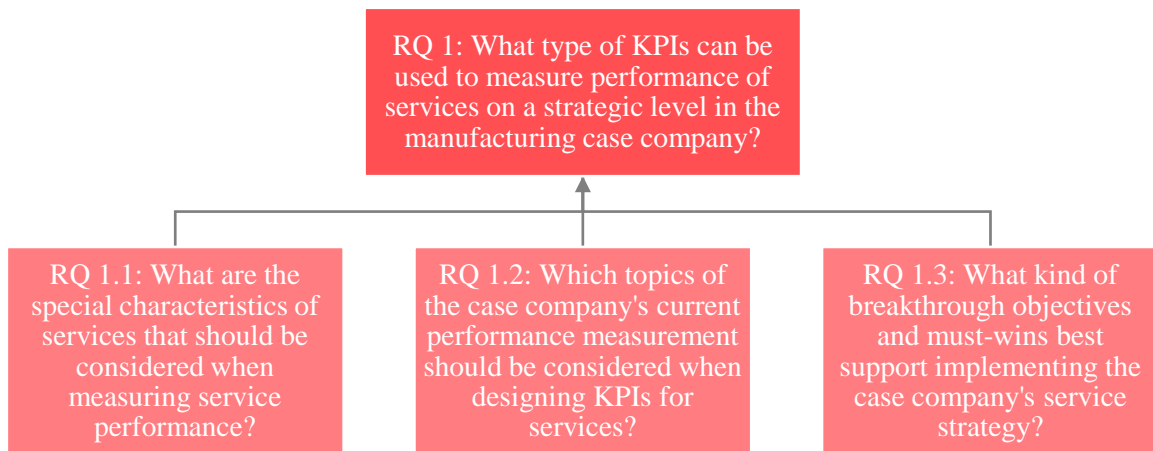 RQ 1: What type of KPIs can be
used to measure performance of
services on a strategic level in the
manufacturing case company?
RQ 1.1: What are the
special characteristics of
services that should be
considered when
measuring service
performance?
RQ 1.2: Which topics of
the case company's current
performance measurement
should be considered when
designing KPIs for
services?
RQ 1.3: What kind of
breakthrough objectives
and must-wins best
support implementing the
case company's service
strategy?